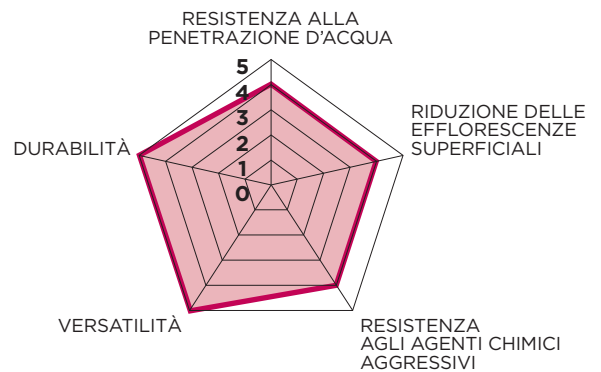 RESISTENZA ALLA
PENETRAZIONE D’ACQUA
5
4
3
2
1
0
RIDUZIONE DELLE
EFFLORESCENZE
SUPERFICIALI
DURABILITÀ
VERSATILITÀ
RESISTENZA
AGLI AGENTI CHIMICI
AGGRESSIVI